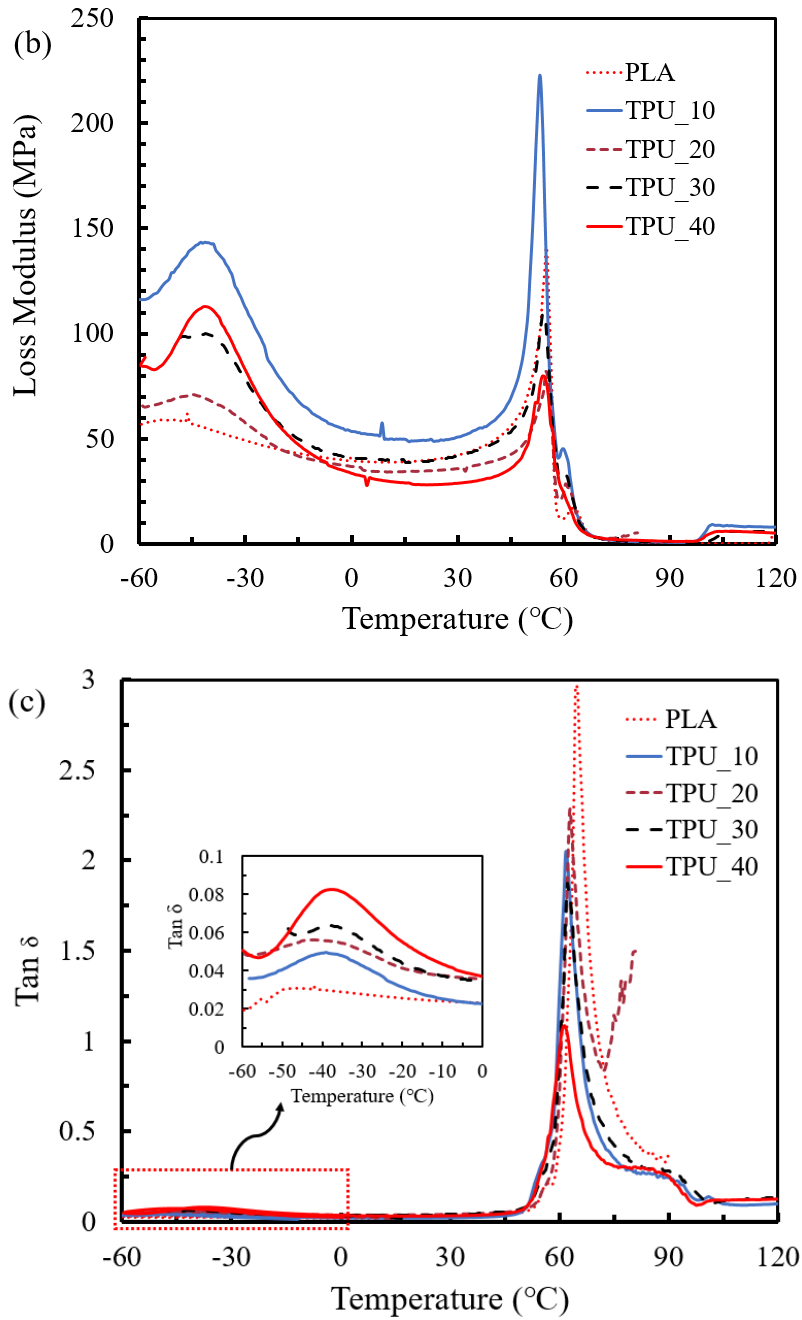 (b)
Loss Modulus (MPa)
250
200
150
100
50
0
-60
-30
0
30
60
90
120
Temperature (℃)
PLA
TPU_10
TPU_20
TPU_30
TPU_40
(c)
Tan δ
3
2.5
2
1.5
1
0.5
0
-60
-30
0
30
60
90
120
Temperature (℃)
PLA
TPU_10
TPU_20
TPU_30
TPU_40
Tan δ
0.1
0.08
0.06
0.04
0.02
0
-60
-50
-40
-30
-20
-10
0
Temperature (℃)